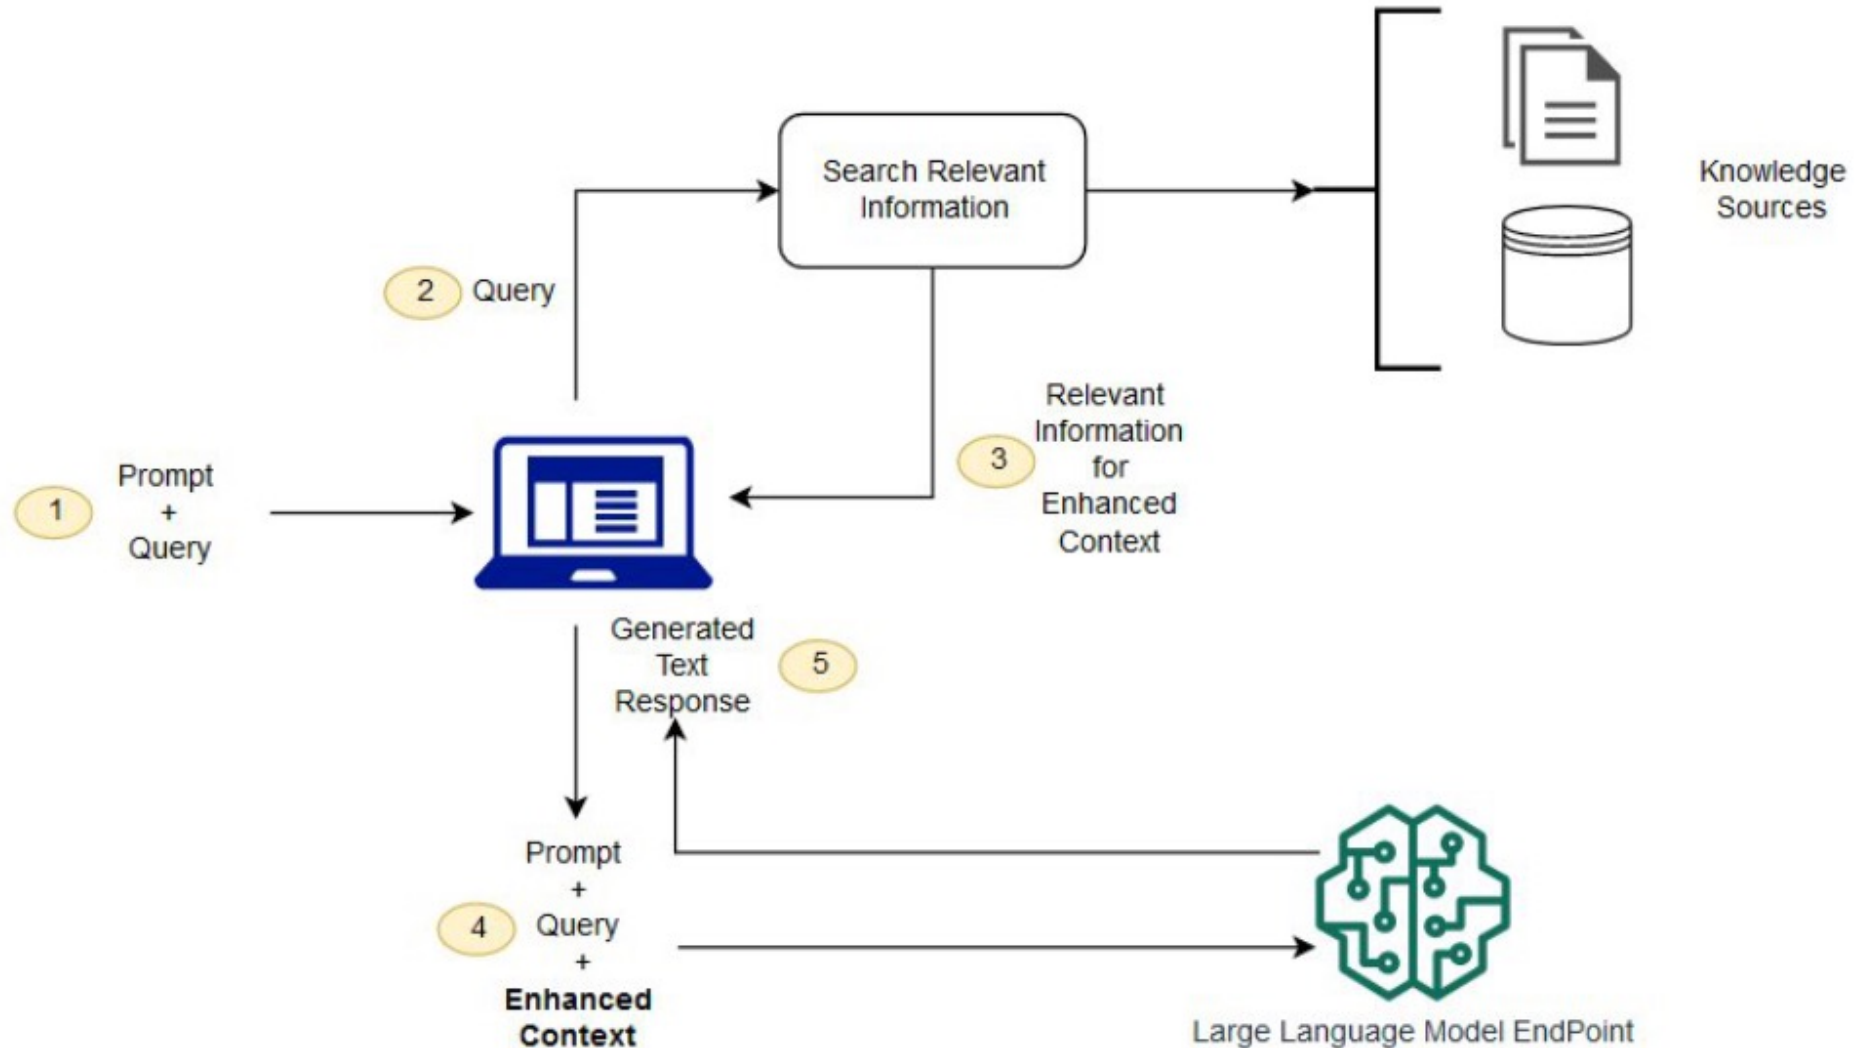 Search Relevant
Information
Knowledge
Sources
2 Query
Relevant
Information
for
Enhanced
Context
3
1
Prompt
+
Query
Generated
Text
Response
5
Prompt
+
Query
+
Enhanced
Context
4
Large Language Model EndPoint